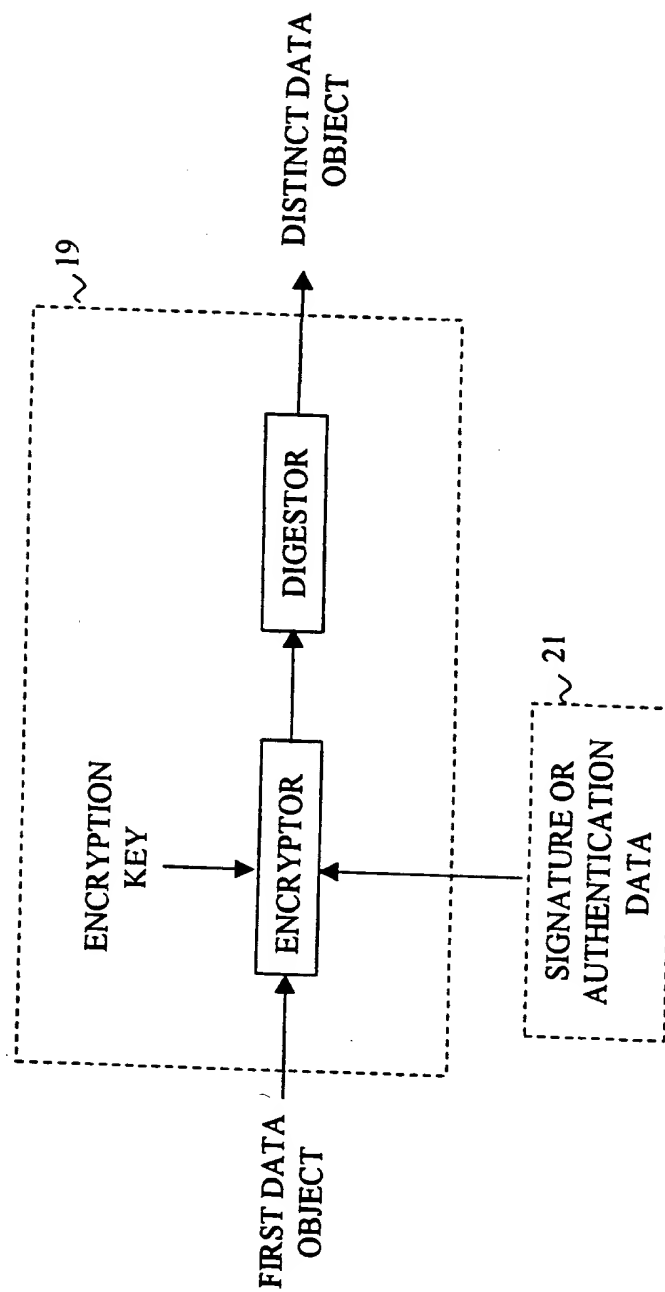 19
ENCRYPTION
KEY
FIRST DATA
OBJECT
ENCRYPTOR
DIGESTOR
DISTINCT DATA
OBJECT
21
SIGNATURE OR
AUTHENTICATION
DATA